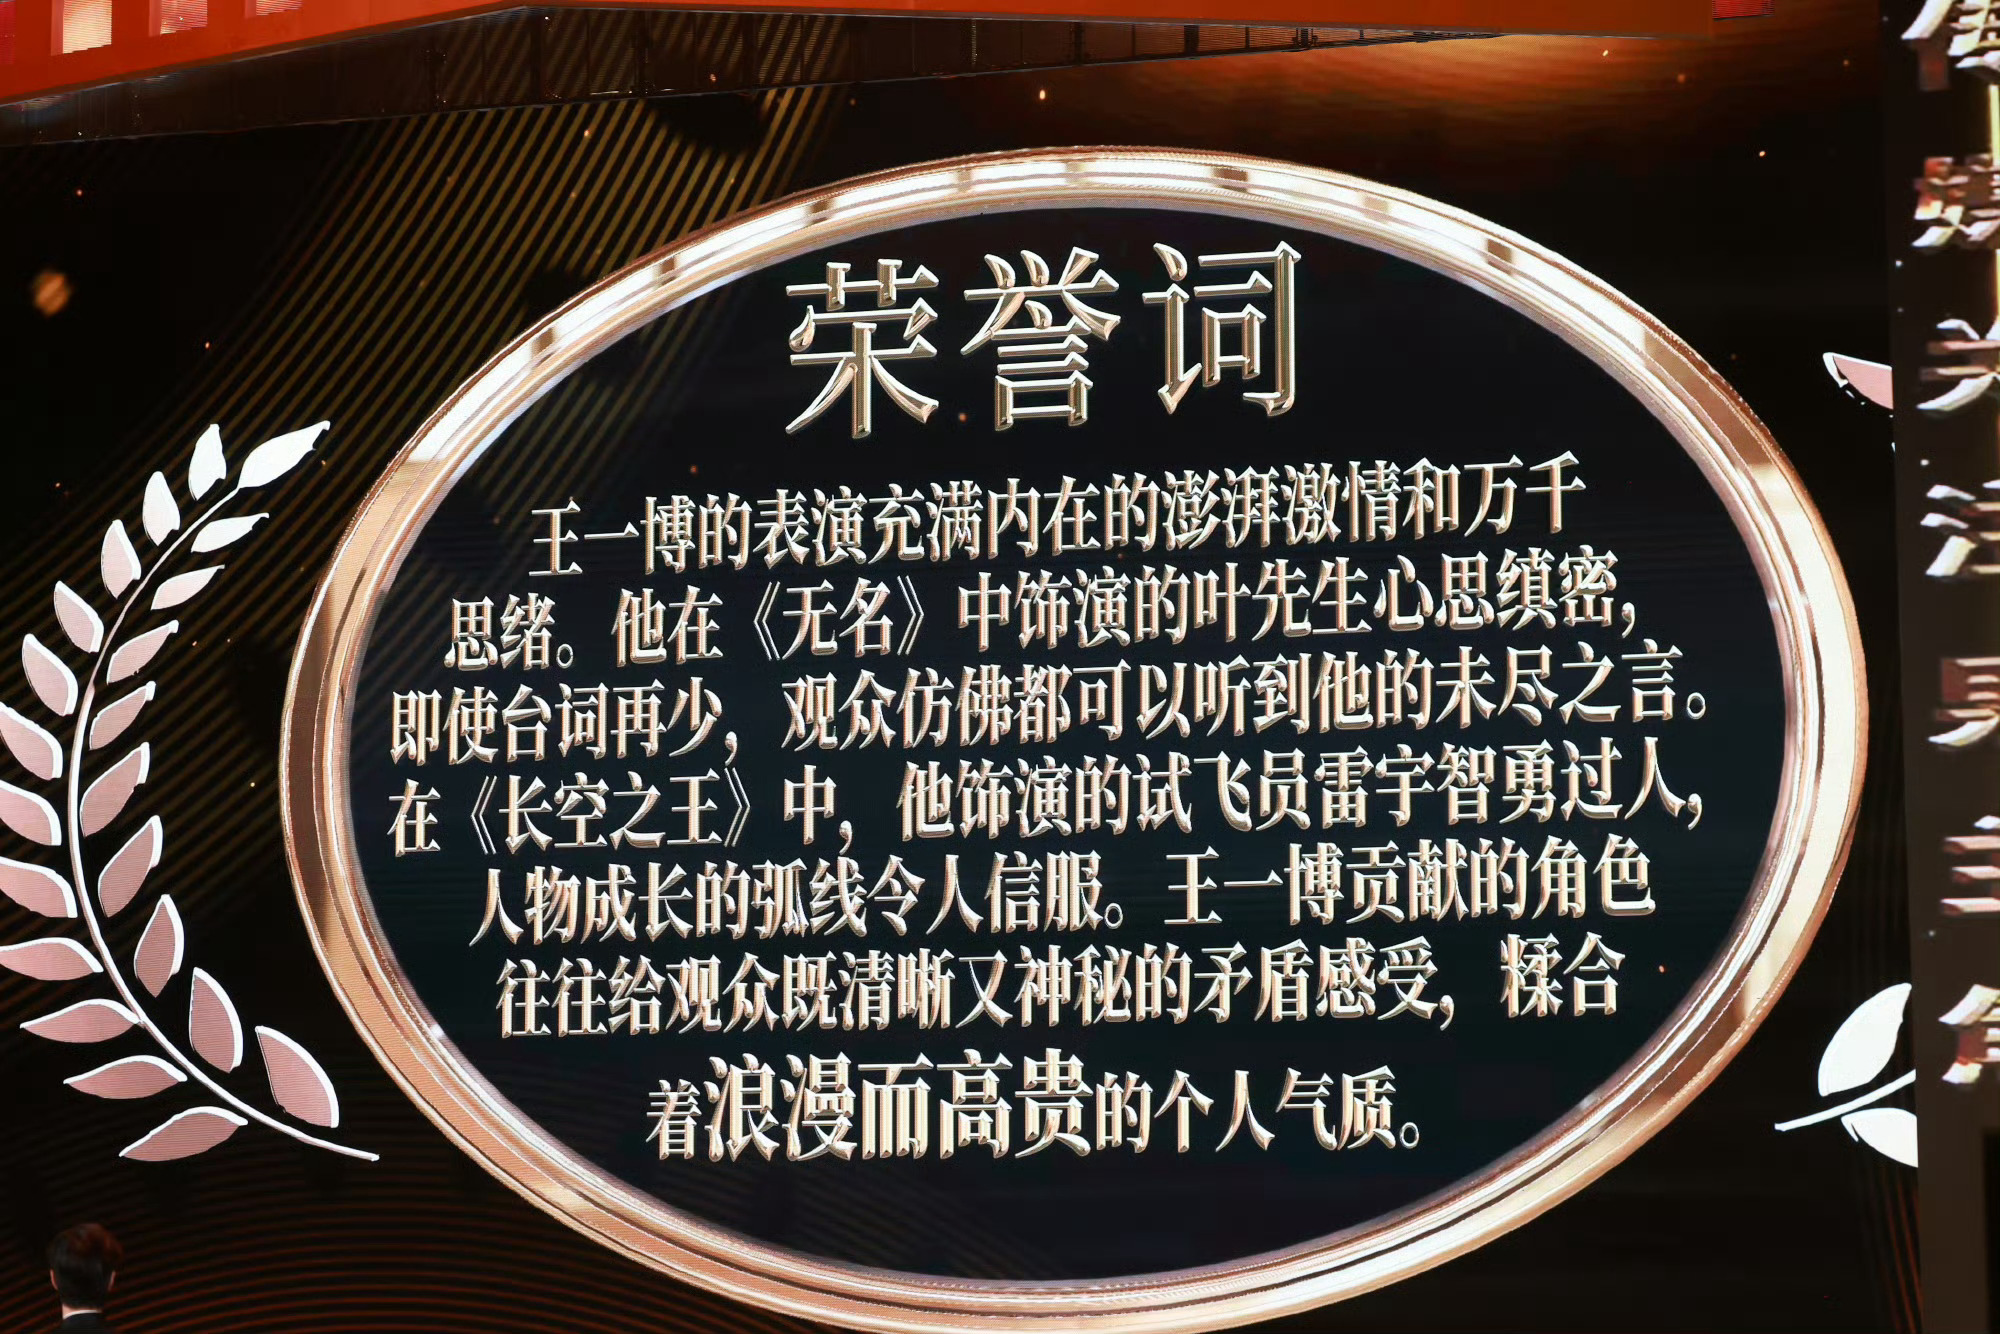 荣誉词
王一博的表演充满内在的澎湃激情和万千
思绪。他在《无名》中饰演的叶先生心思缜密，
即使台词再少，观众仿佛都可以听到他的未尽之言。
在《长空之王》中，他饰演的试飞员雷宇智勇过人，
人物成长的弧线令人信服。王一博贡献的角色
往往给观众既清晰又神秘的矛盾感受，糅合
着浪漫而高贵的个人气质。